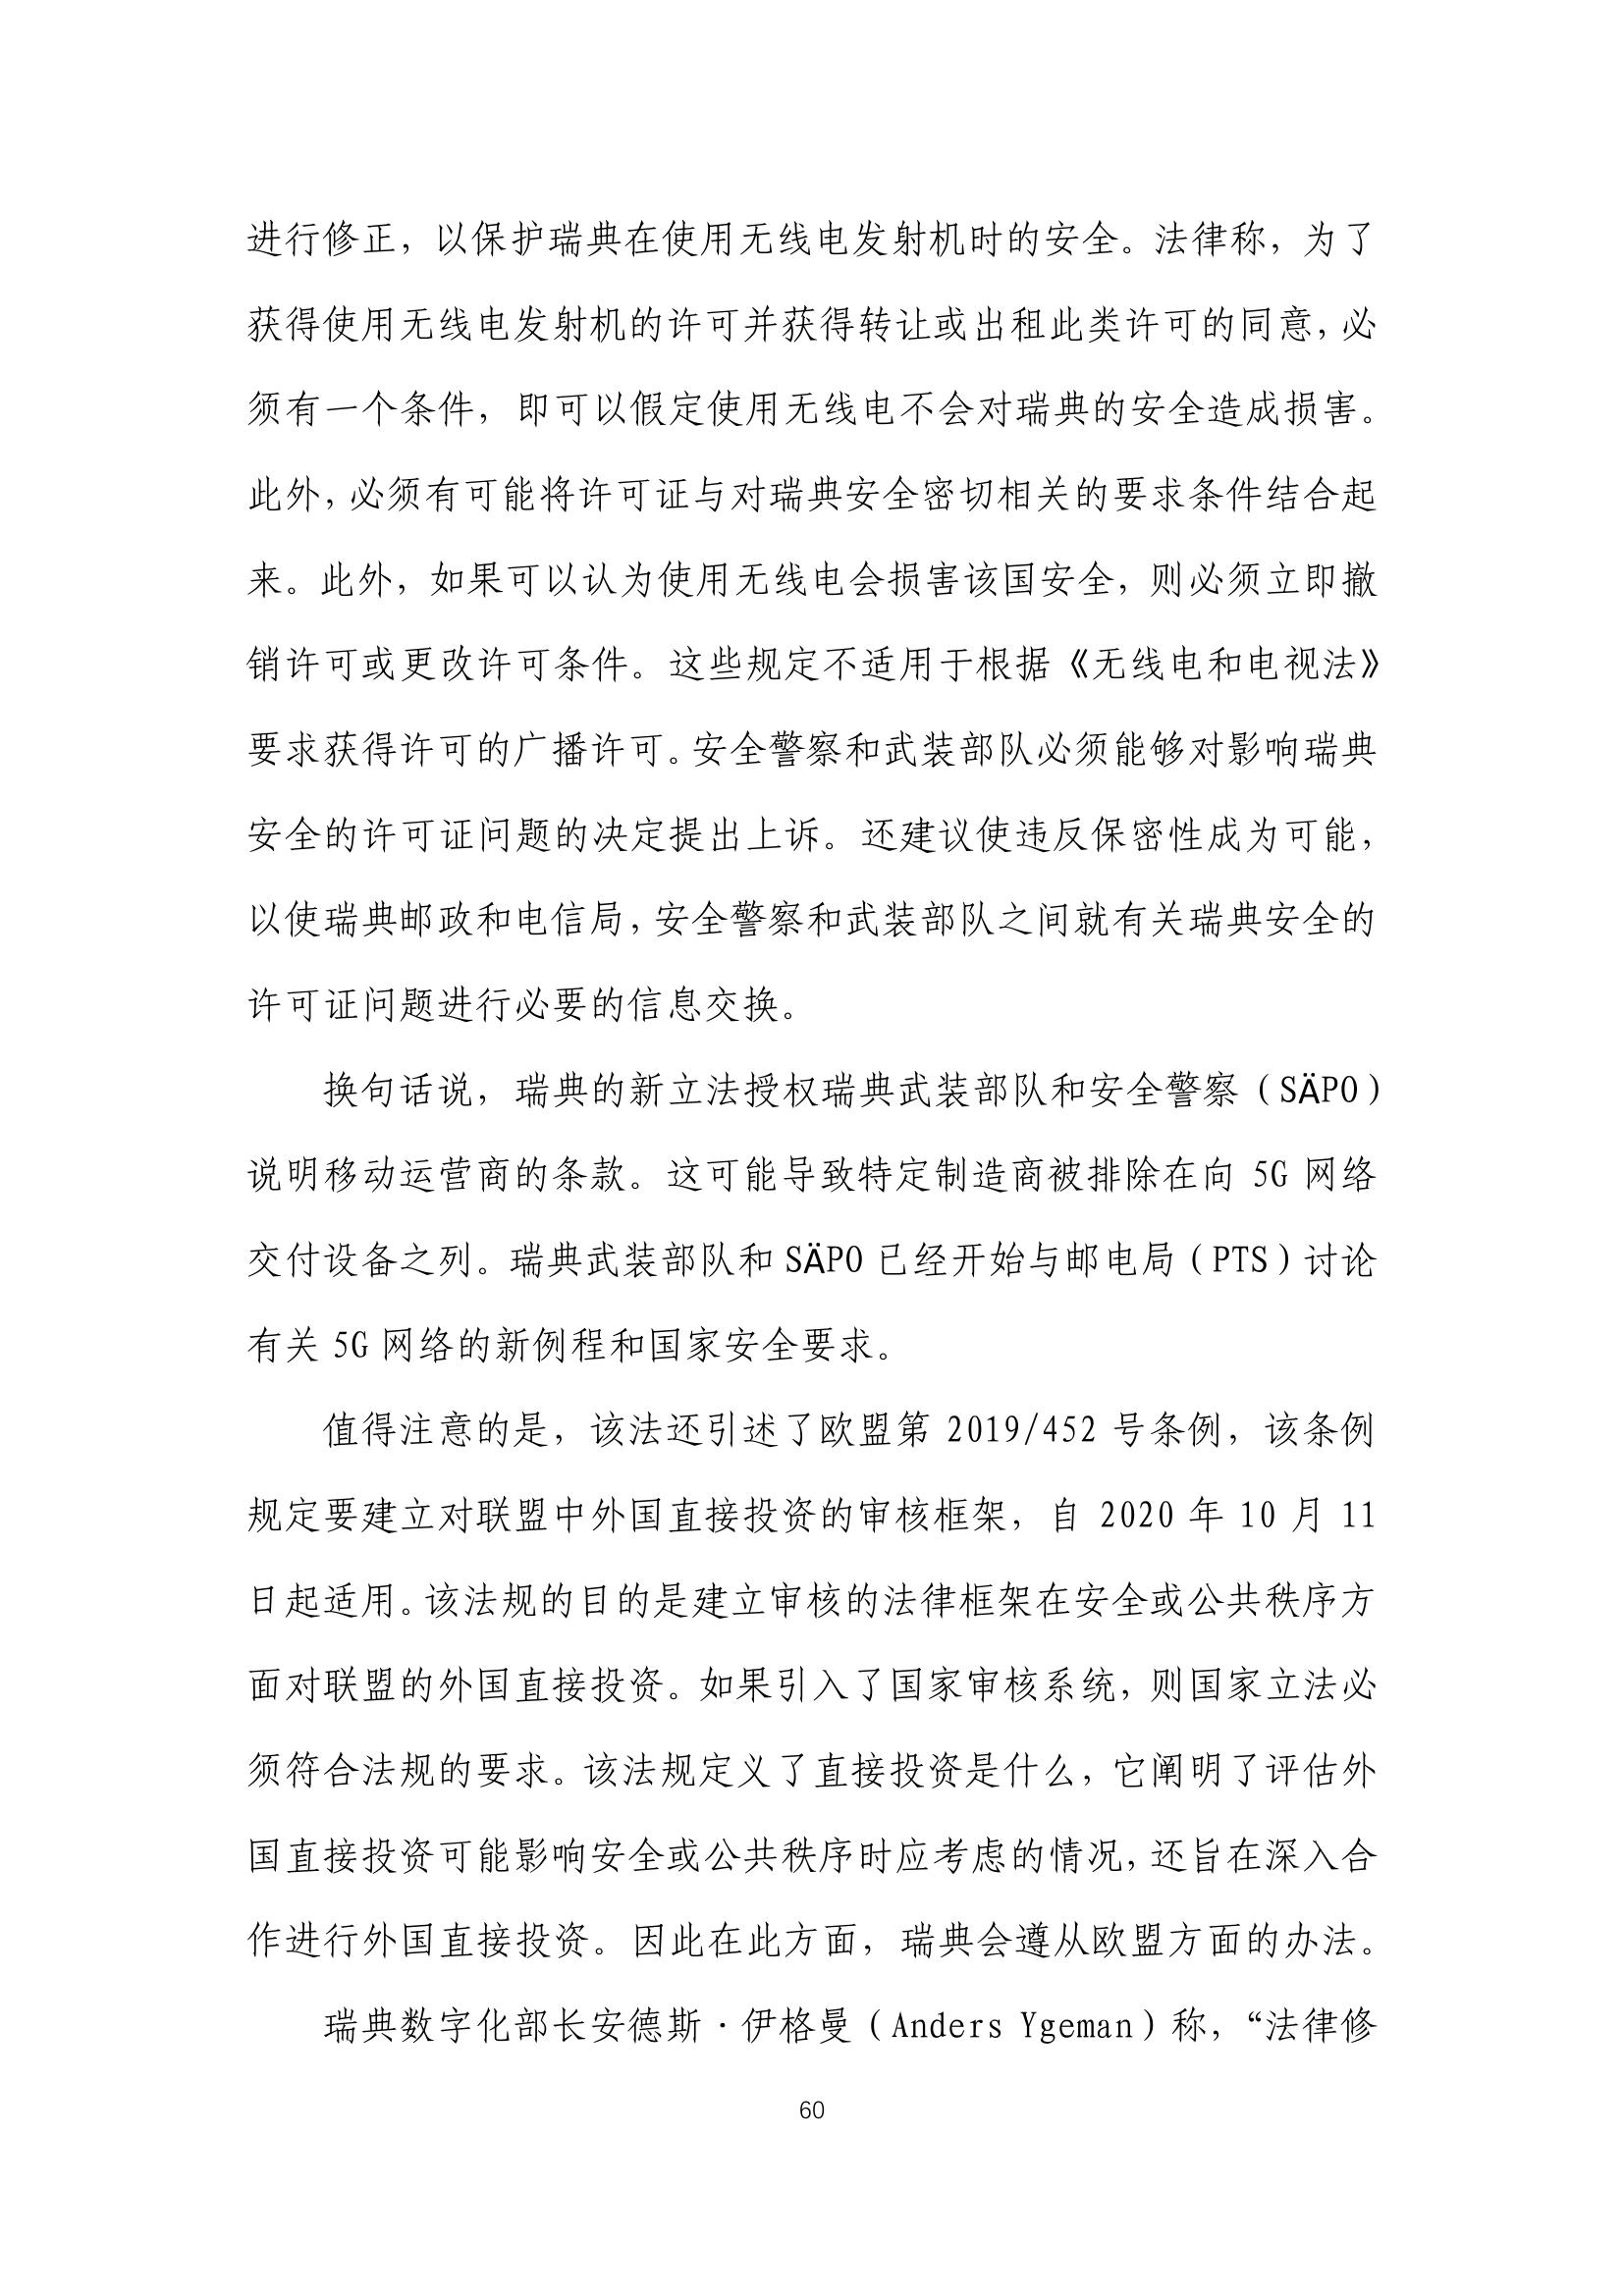 进行修正，以保护瑞典在使用无线电发射机时的安全。法律称，为了
获得使用无线电发射机的许可并获得转让或出租此类许可的同意，必
须有一个条件，即可以假定使用无线电不会对瑞典的安全造成损害。
此外，必须有可能将许可证与对瑞典安全密切相关的要求条件结合起
来。此外，如果可以认为使用无线电会损害该国安全，则必须立即撤
销许可或更改许可条件。这些规定不适用于根据《无线电和电视法》
要求获得许可的广播许可。安全警察和武装部队必须能够对影响瑞典
安全的许可证问题的决定提出上诉。还建议使违反保密性成为可能，
以使瑞典邮政和电信局，安全警察和武装部队之间就有关瑞典安全的
许可证问题进行必要的信息交换。
换句话说，瑞典的新立法授权瑞典武装部队和安全警察（SÄPO）
说明移动运营商的条款。这可能导致特定制造商被排除在向 5G 网络
交付设备之列。瑞典武装部队和 SÄPO 已经开始与邮电局（PTS）讨论
有关 5G 网络的新例程和国家安全要求。
值得注意的是，该法还引述了欧盟第 2019/452 号条例，该条例
规定要建立对联盟中外国直接投资的审核框架，自 2020 年 10 月 11
日起适用。该法规的目的是建立审核的法律框架在安全或公共秩序方
面对联盟的外国直接投资。如果引入了国家审核系统，则国家立法必
须符合法规的要求。该法规定义了直接投资是什么，它阐明了评估外
国直接投资可能影响安全或公共秩序时应考虑的情况，还旨在深入合
作进行外国直接投资。因此在此方面，瑞典会遵从欧盟方面的办法。
瑞典数字化部长安德斯·伊格曼（Anders Ygeman）称，“法律修
60